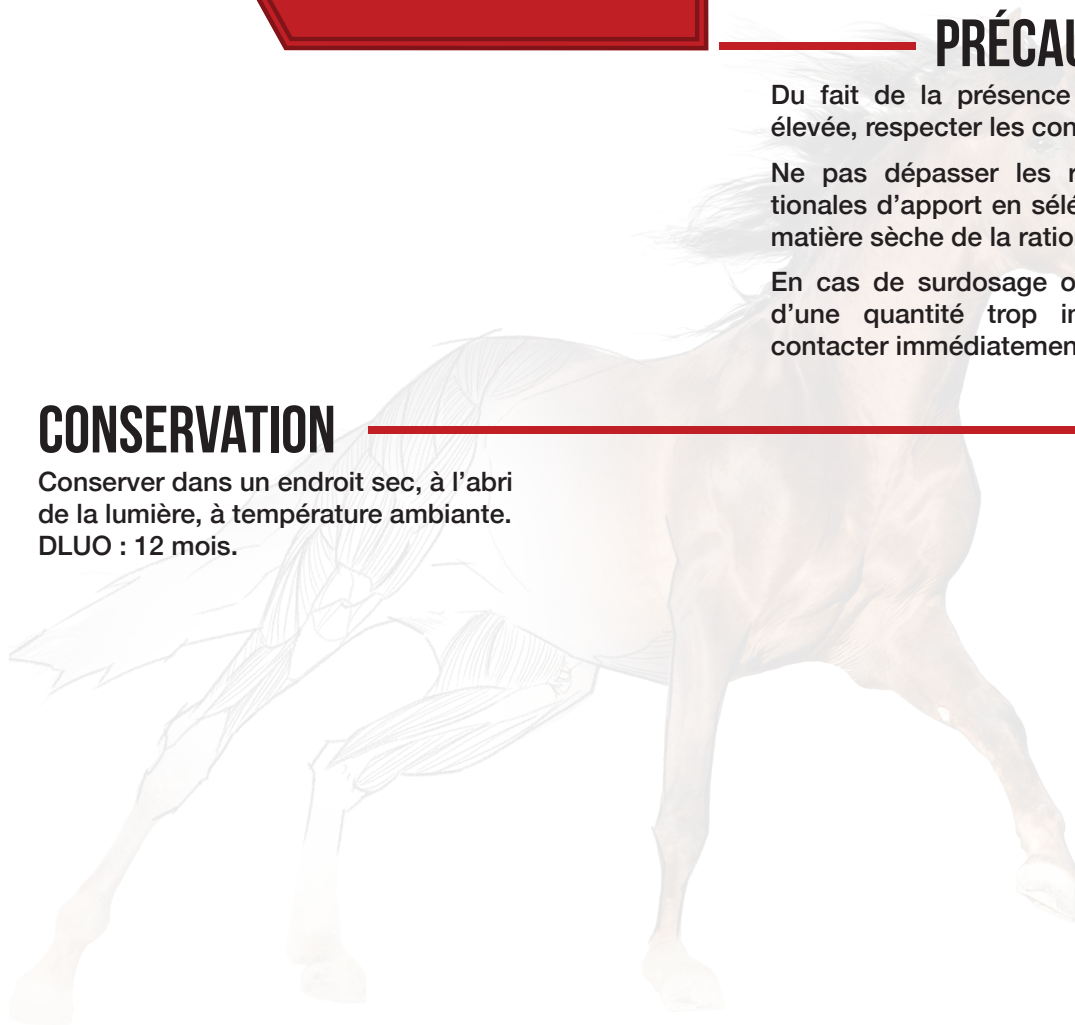 PRÉCAU
Du fait de la présence
élevée, respecter les con
Ne pas dépasser les r
tionales d'apport en sélé
matière sèche de la ratio
En cas de surdosage o
d'une quantité trop im
contacter immédiatemen
CONSERVATION
Conserver dans un endroit sec, à l'abri
de la lumière, à température ambiante.
DLUO : 12 mois.